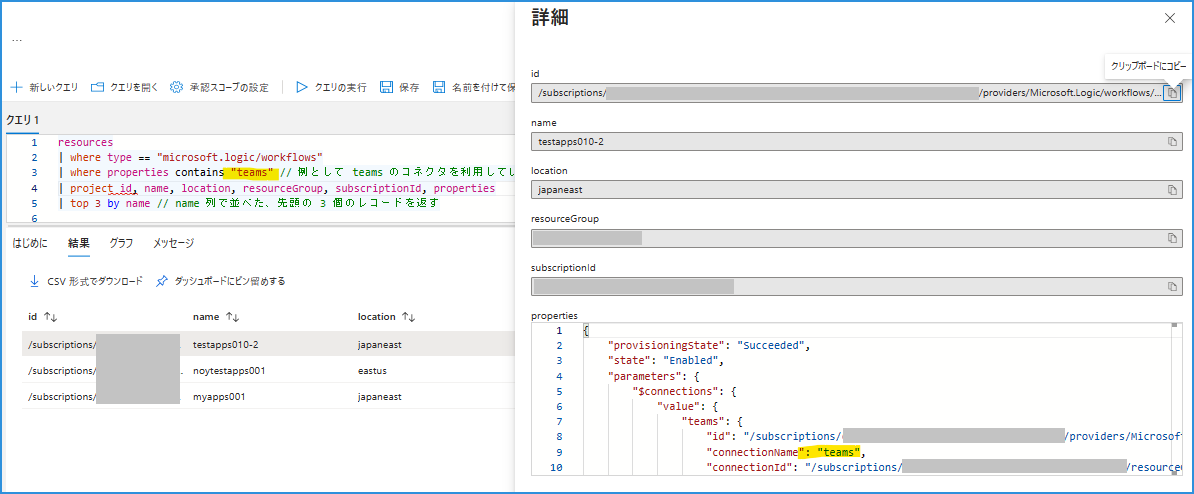 …
新しいクエリ クエリを開く 承認スコープの設定 クエリの実行 保存 名前を付けて保
クエリ 1
1 resources
2 | where type == "microsoft.logic/workflows"
3 | where properties contains "teams" // 例として teams のコネクタを利用してい
4 | project id, name, location, resourceGroup, subscriptionId, properties
5 | top 3 by name // name 列で並べた、先頭の 3 個のレコードを返す
6
はじめに 結果 グラフ メッセージ
CSV 形式でダウンロード ダッシュボードにピン留めする
id ↑↓ name ↑↓ location ↑↓
/subscriptions/ testapps010-2 japaneast
/subscriptions/ noytestapps001 eastus
/subscriptions/ myapps001 japaneast
詳細
クリップボードにコピー
id
/subscriptions/ /providers/Microsoft.Logic/workflows/...
name
testapps010-2
location
japaneast
resourceGroup
subscriptionId
properties
1 {
2 "provisioningState": "Succeeded",
3 "state": "Enabled",
4 "parameters": {
5 "$connections": {
6 "value": {
7 "teams": {
8 "id": "/subscriptions/ /providers/Microsoft
9 "connectionName": "teams",
10 "connectionId": "/subscriptions/ /resource